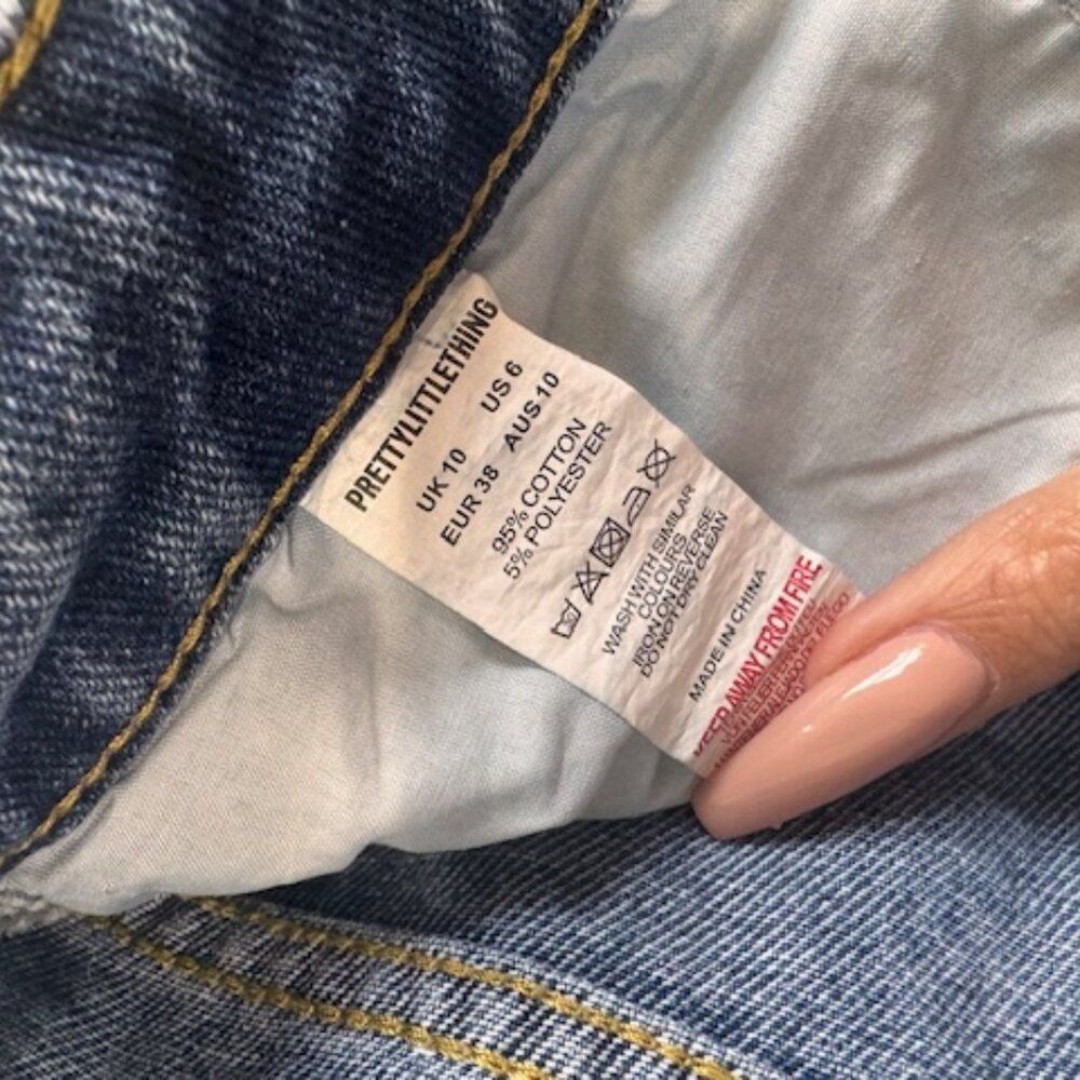 PRETTYLITTLETHING
UK 10 US 6
EUR 38 AUS 10
95% COTTON
5% POLYESTER
WASH WITH SIMILAR
COLOURS
IRON ON REVERSE
DO NOT DRY CLEAN
MADE IN CHINA
KEEP AWAY FROM FIRE